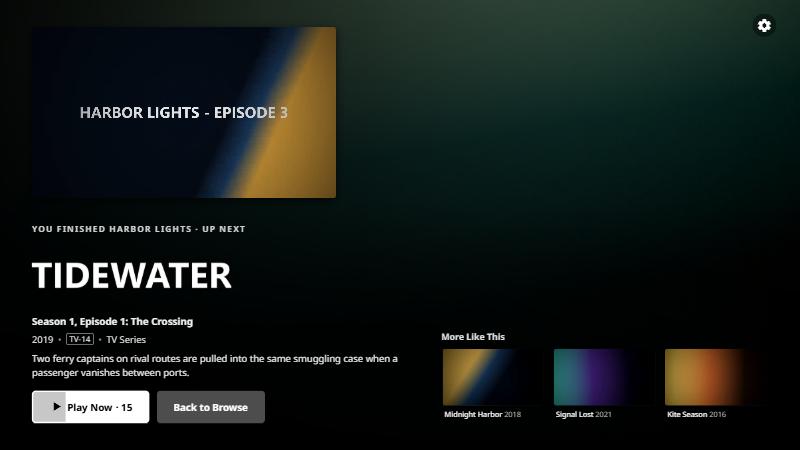 HARBOR LIGHTS - EPISODE 3
YOU FINISHED HARBOR LIGHTS · UP NEXT
TIDEWATER
Season 1, Episode 1: The Crossing
2019 • TV-14 • TV Series
Two ferry captains on rival routes are pulled into the same smuggling case when a
passenger vanishes between ports.
Play Now · 15
Back to Browse
More Like This
Midnight Harbor 2018
Signal Lost 2021
Kite Season 2016